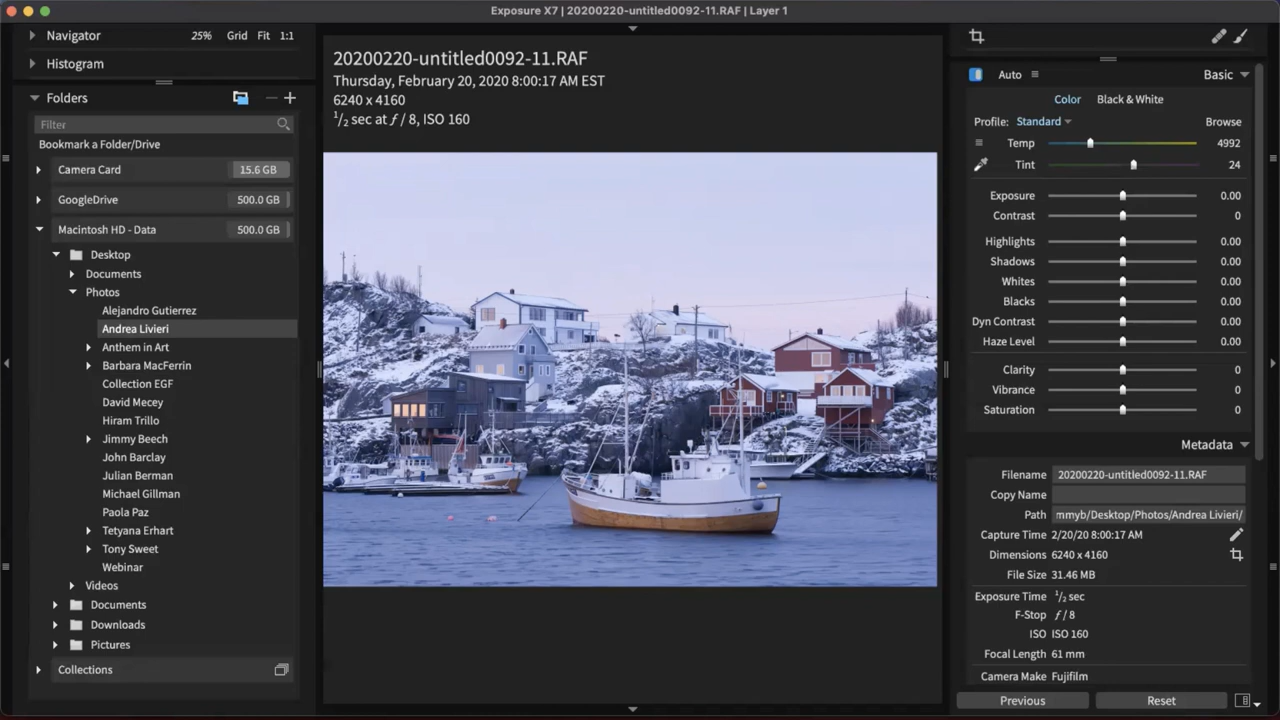 Exposure X7 | 20200220-untitled0092-11.RAF | Layer 1
Navigator 25% Grid Fit 1:1
Histogram
Folders
Filter
Bookmark a Folder/Drive
Camera Card 15.6 GB
GoogleDrive 500.0 GB
Macintosh HD - Data 500.0 GB
Desktop
Documents
Photos
Alejandro Gutierrez
Andrea Livieri
Anthem in Art
Barbara MacFerrin
Collection EGF
David Mecey
Hiram Trillo
Jimmy Beech
John Barclay
Julian Berman
Michael Gillman
Paola Paz
Tetyana Erhart
Tony Sweet
Webinar
Videos
Documents
Downloads
Pictures
Collections
20200220-untitled0092-11.RAF
Thursday, February 20, 2020 8:00:17 AM EST
6240 x 4160
1/2 sec at ƒ / 8, ISO 160
Auto Basic
Color Black & White
Profile: Standard Browse
Temp 4992
Tint 24
Exposure 0.00
Contrast 0
Highlights 0.00
Shadows 0.00
Whites 0.00
Blacks 0.00
Dyn Contrast 0.00
Haze Level 0.00
Clarity 0
Vibrance 0
Saturation 0
Metadata
Filename 20200220-untitled0092-11.RAF
Copy Name
Path mmyb/Desktop/Photos/Andrea Livieri/
Capture Time 2/20/20 8:00:17 AM
Dimensions 6240 x 4160
File Size 31.46 MB
Exposure Time 1/2 sec
F-Stop ƒ / 8
ISO ISO 160
Focal Length 61 mm
Camera Make Fujifilm
Previous Reset